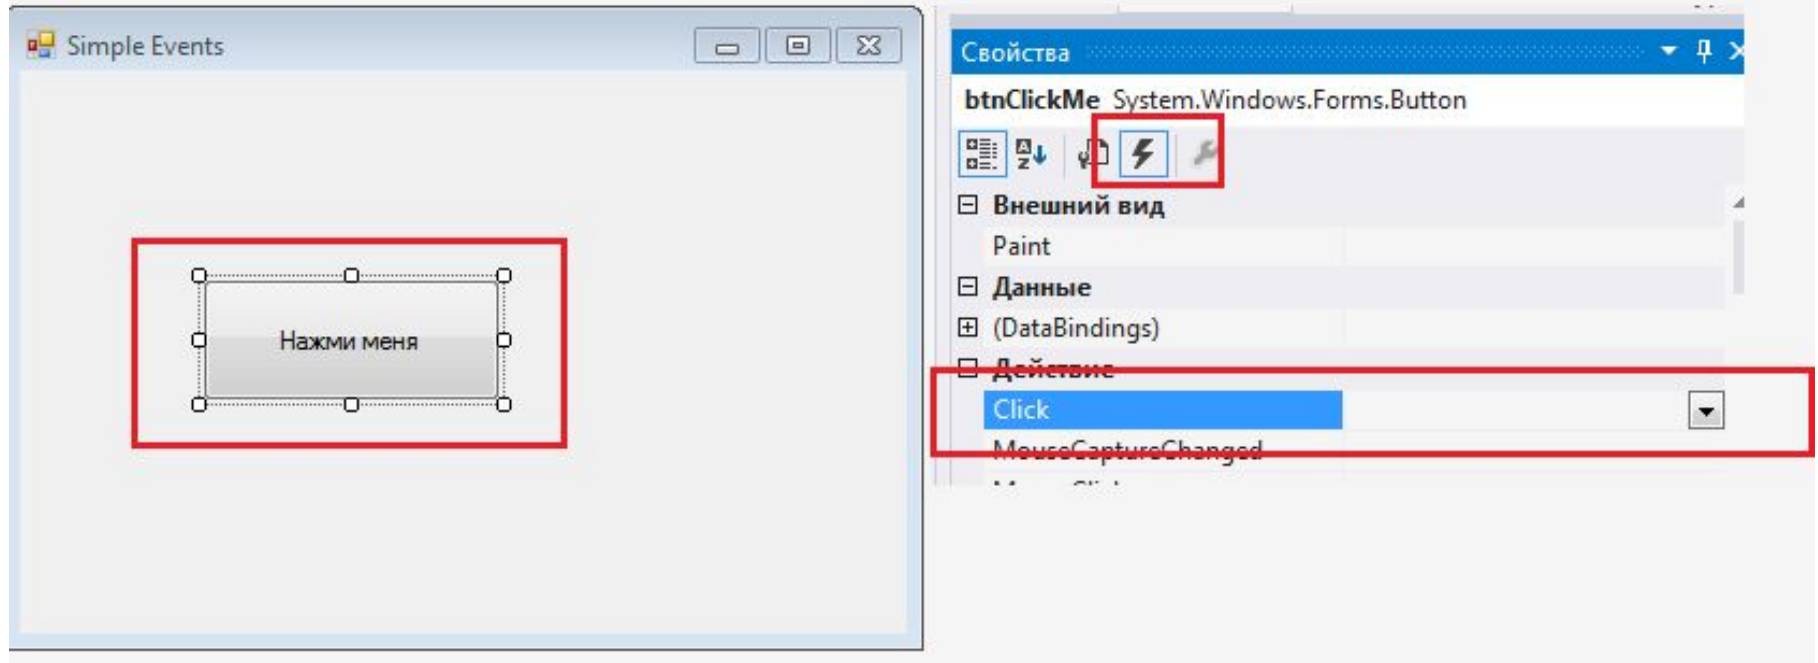 Simple Events
Нажми меня
Свойства
btnClickMe System.Windows.Forms.Button
Внешний вид
Paint
Данные
(DataBindings)
Действие
Click
MouseCaptureChanged